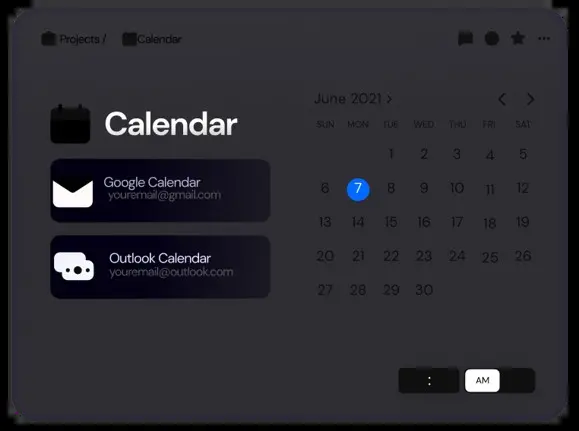 Projects / Calendar
Calendar
Google Calendar
youremail@gmail.com
Outlook Calendar
youremail@outlook.com
June 2021 >
SUN MON TUE WED THU FRI SAT
1 2 3 4 5
6 7 8 9 10 11 12
13 14 15 16 17 18 19
20 21 22 23 24 25 26
27 28 29 30
: AM